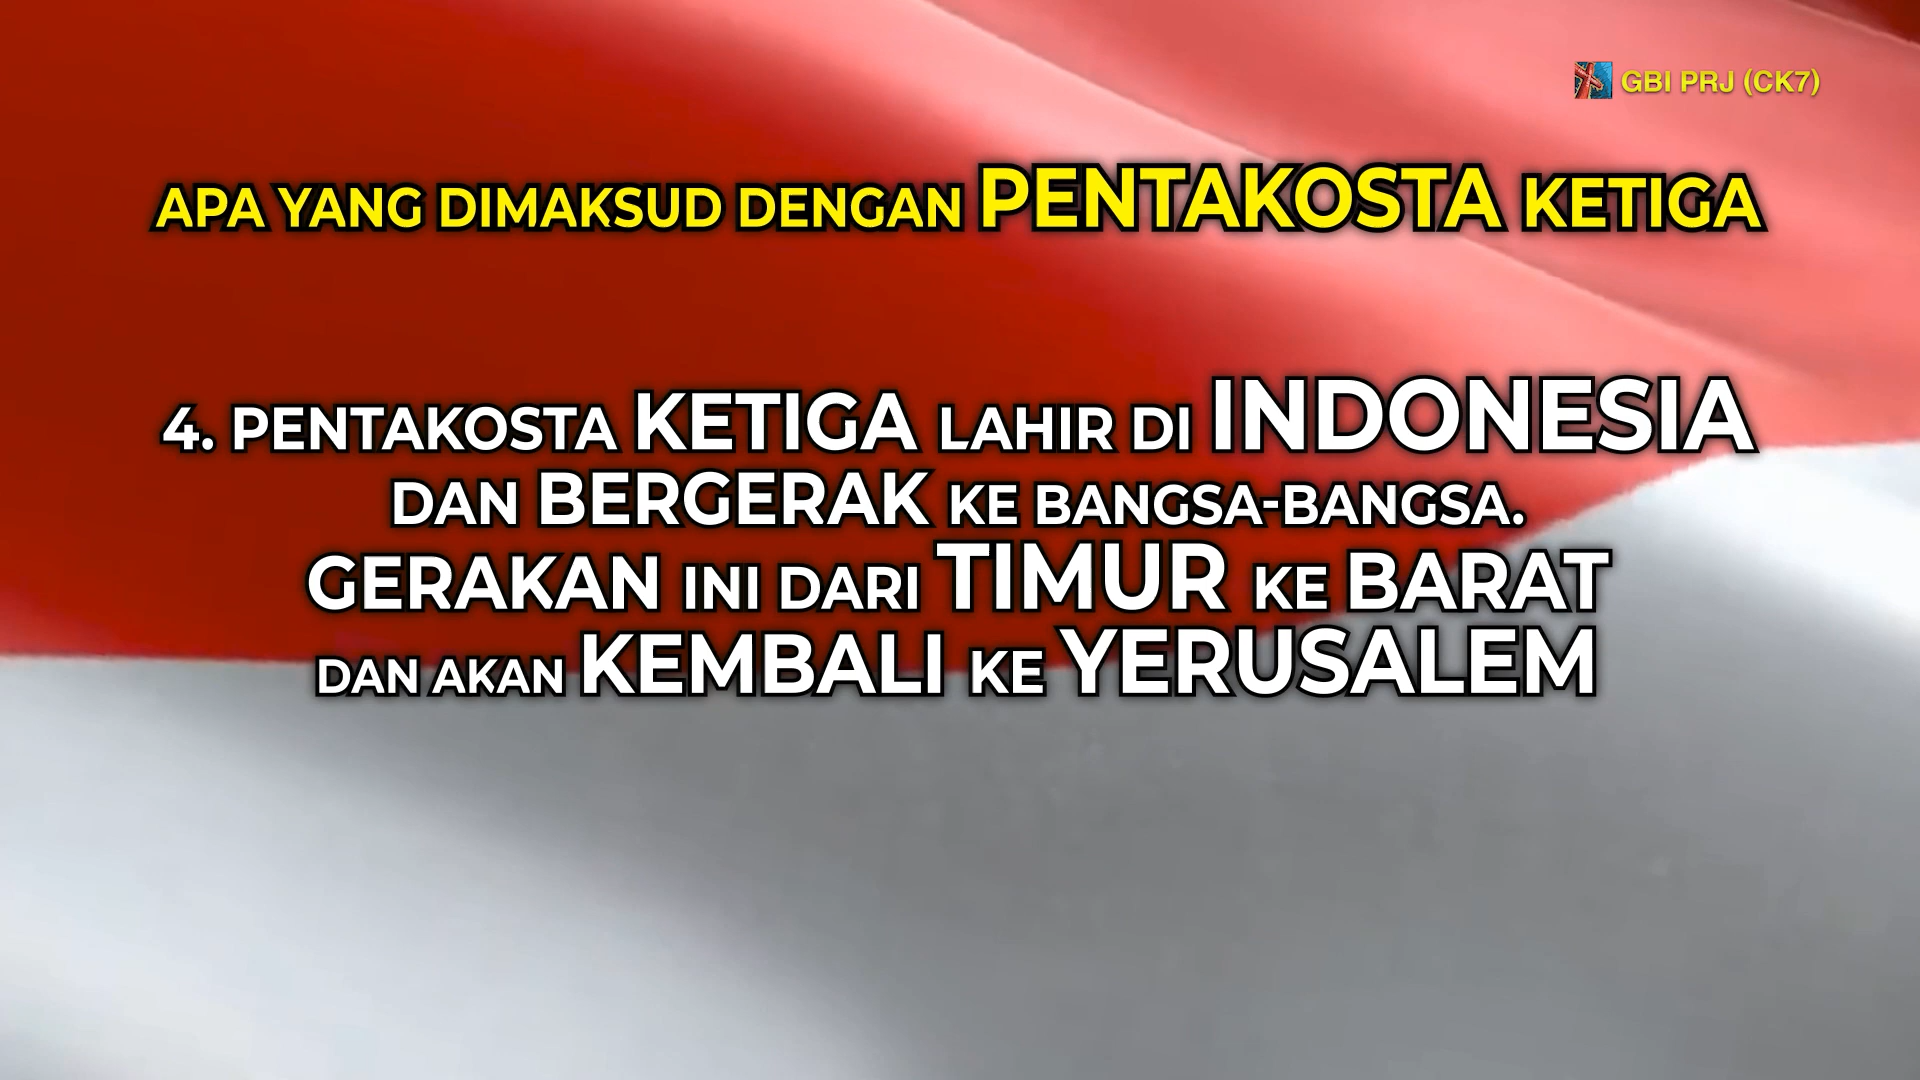 GBI PRJ (CK7)
APA YANG DIMAKSUD DENGAN PENTAKOSTA KETIGA
4. PENTAKOSTA KETIGA LAHIR DI INDONESIA
DAN BERGERAK KE BANGSA-BANGSA.
GERAKAN INI DARI TIMUR KE BARAT
DAN AKAN KEMBALI KE YERUSALEM